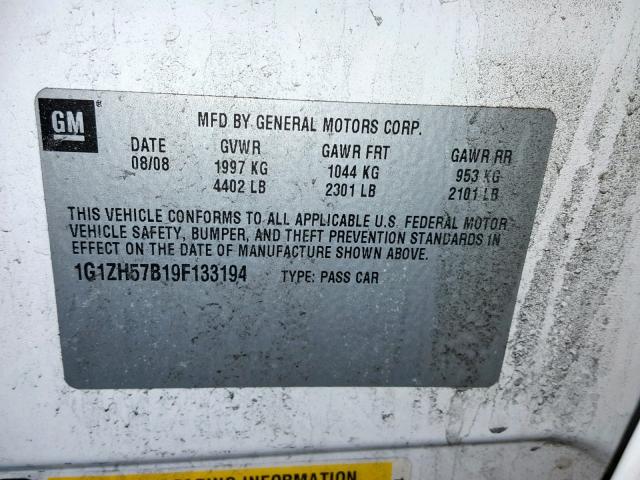 GM®
MFD BY GENERAL MOTORS CORP.
DATE GVWR GAWR FRT GAWR RR
08/08 1997 KG 1044 KG 953 KG
4402 LB 2301 LB 2101 LB
THIS VEHICLE CONFORMS TO ALL APPLICABLE U.S. FEDERAL MOTOR
VEHICLE SAFETY, BUMPER, AND THEFT PREVENTION STANDARDS IN
EFFECT ON THE DATE OF MANUFACTURE SHOWN ABOVE.
1G1ZH57B19F133194 TYPE: PASS CAR
INFORMATION